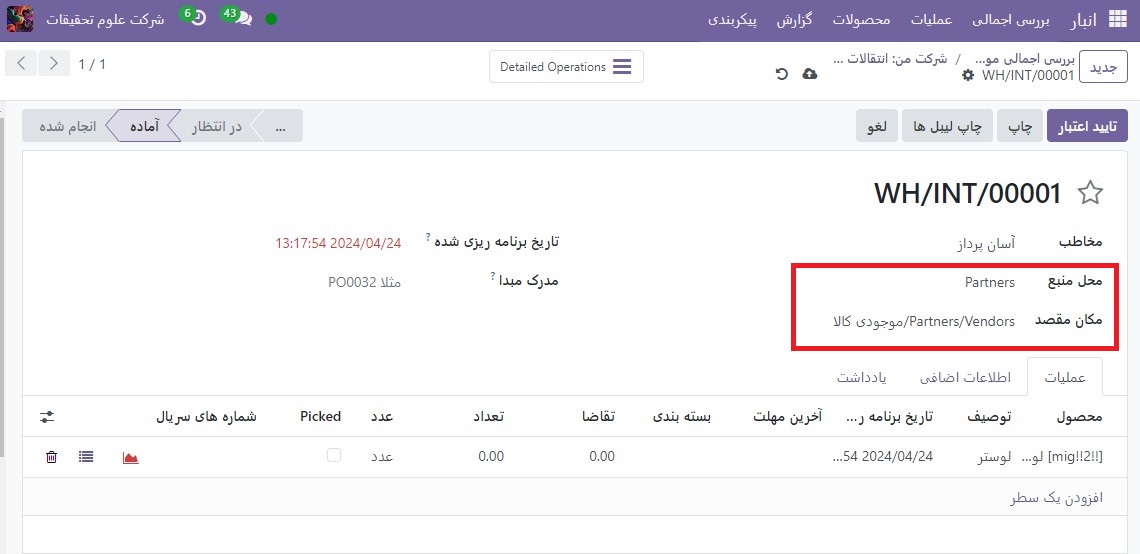 انبار بررسی اجمالی عملیات محصولات گزارش پیکربندی 43 6 شرکت علوم تحقیقات
جدید بررسی اجمالی مو... / شرکت من: انتقالات ...
WH/INT/00001
Detailed Operations
1 / 1
تایید اعتبار چاپ چاپ لیبل ها لغو ... در انتظار آماده انجام شده
WH/INT/00001
مخاطب آسان پرداز
تاریخ برنامه ریزی شده ? 2024/04/24 13:17:54
محل منبع Partners
مدرک مبدا ? مثلا PO0032
مکان مقصد Partners/Vendors/موجودی کالا
عملیات اطلاعات اضافی یادداشت
محصول توصیف تاریخ برنامه ر... آخرین مهلت بسته بندی تقاضا تعداد عدد Picked شماره های سریال
[mig!!2!!] لو... لوستر 2024/04/24 54... 0.00 0.00 عدد
افزودن یک سطر